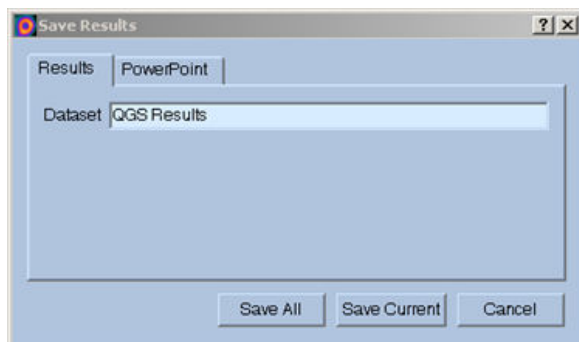 Save Results
Results PowerPoint
Dataset QGS Results
Save All Save Current Cancel